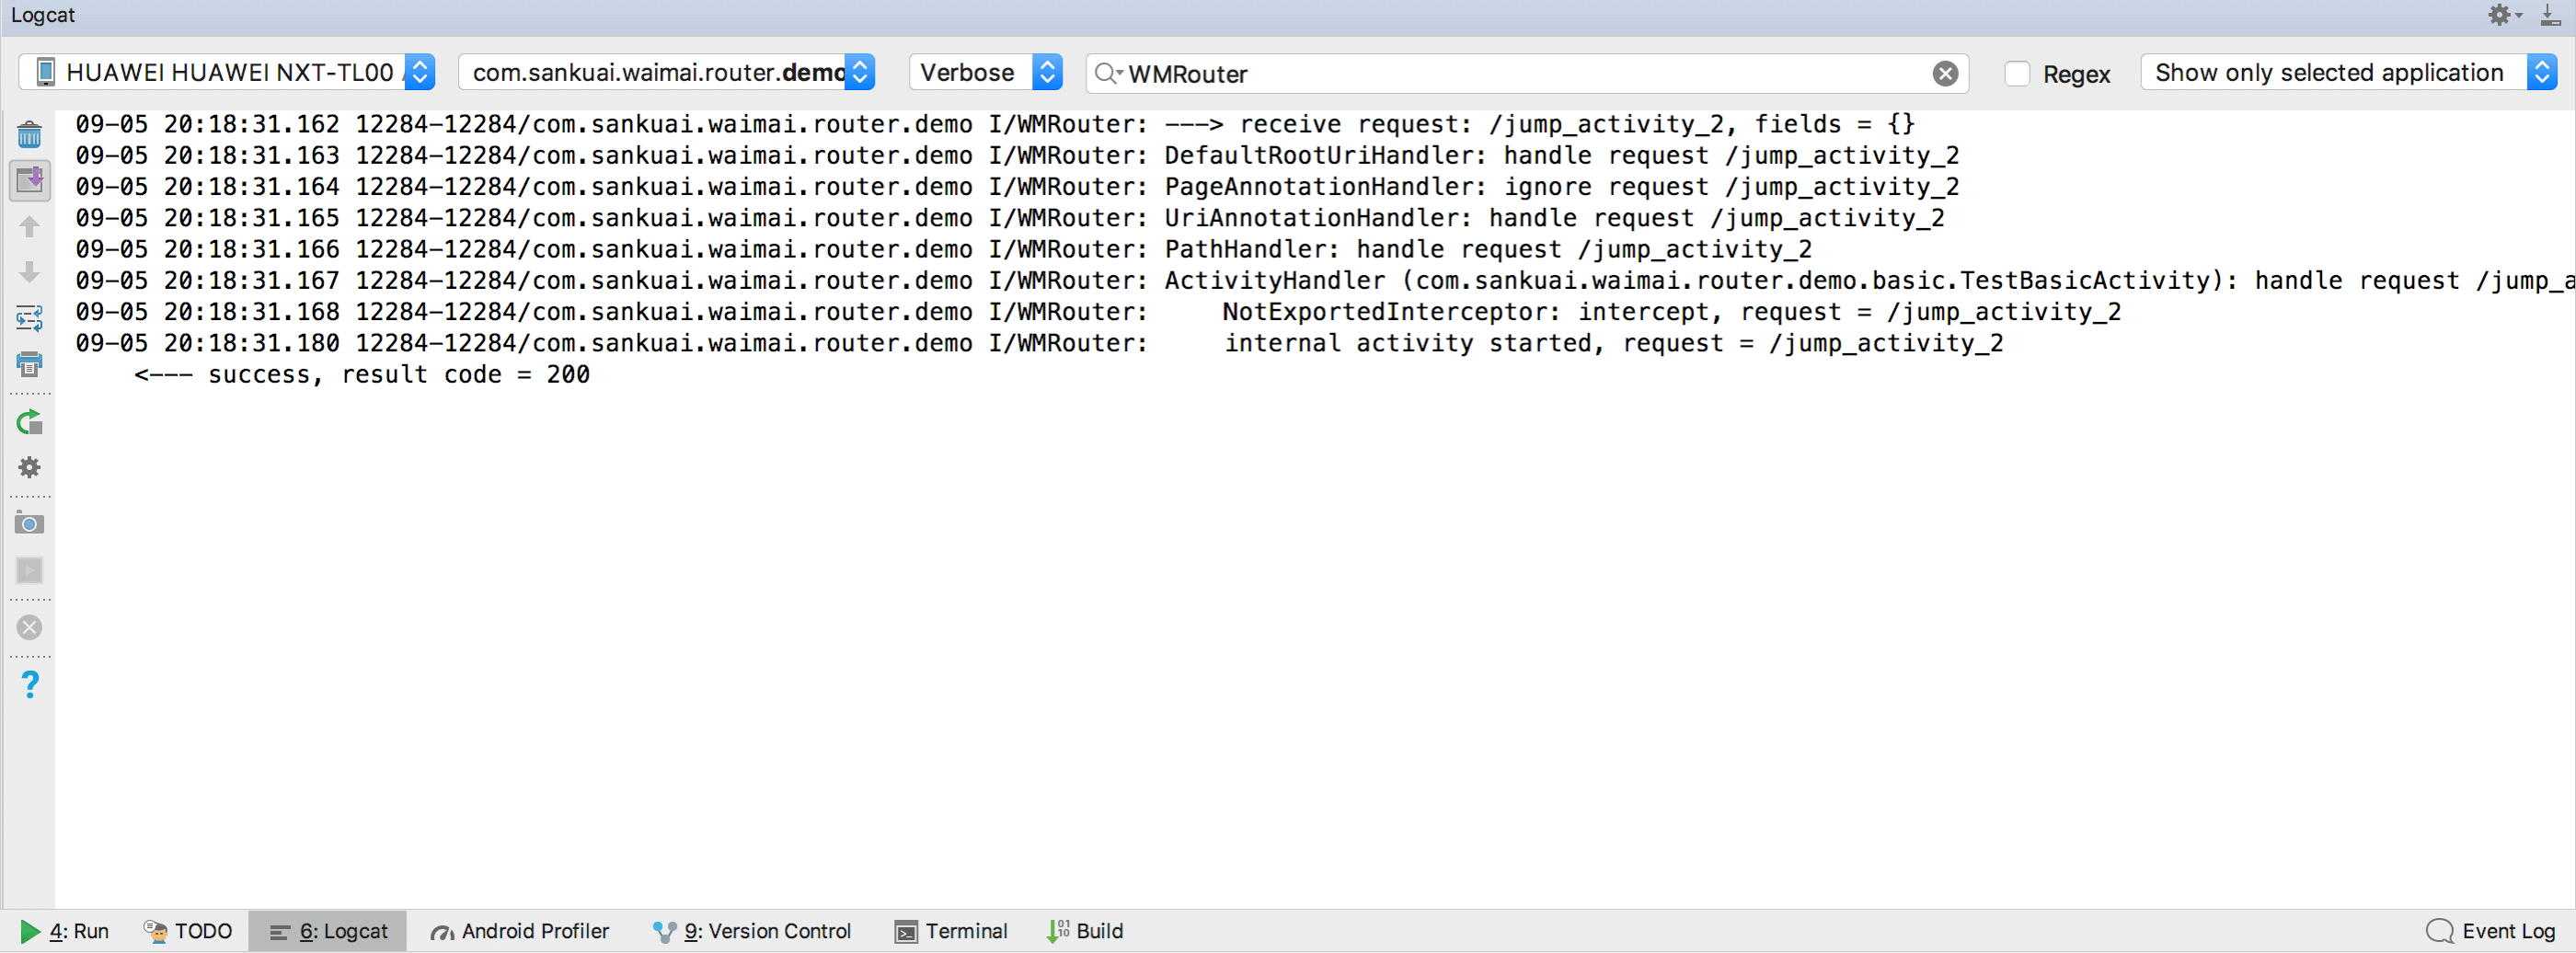 Logcat
HUAWEI HUAWEI NXT-TL00 com.sankuai.waimai.router.demo Verbose WMRouter Regex Show only selected application
09-05 20:18:31.162 12284-12284/com.sankuai.waimai.router.demo I/WMRouter: ---> receive request: /jump_activity_2, fields = {}
09-05 20:18:31.163 12284-12284/com.sankuai.waimai.router.demo I/WMRouter: DefaultRootUriHandler: handle request /jump_activity_2
09-05 20:18:31.164 12284-12284/com.sankuai.waimai.router.demo I/WMRouter: PageAnnotationHandler: ignore request /jump_activity_2
09-05 20:18:31.165 12284-12284/com.sankuai.waimai.router.demo I/WMRouter: UriAnnotationHandler: handle request /jump_activity_2
09-05 20:18:31.166 12284-12284/com.sankuai.waimai.router.demo I/WMRouter: PathHandler: handle request /jump_activity_2
09-05 20:18:31.167 12284-12284/com.sankuai.waimai.router.demo I/WMRouter: ActivityHandler (com.sankuai.waimai.router.demo.basic.TestBasicActivity): handle request /jump_a
09-05 20:18:31.168 12284-12284/com.sankuai.waimai.router.demo I/WMRouter: NotExportedInterceptor: intercept, request = /jump_activity_2
09-05 20:18:31.180 12284-12284/com.sankuai.waimai.router.demo I/WMRouter: internal activity started, request = /jump_activity_2
<--- success, result code = 200
4: Run TODO 6: Logcat Android Profiler 9: Version Control Terminal Build Event Log